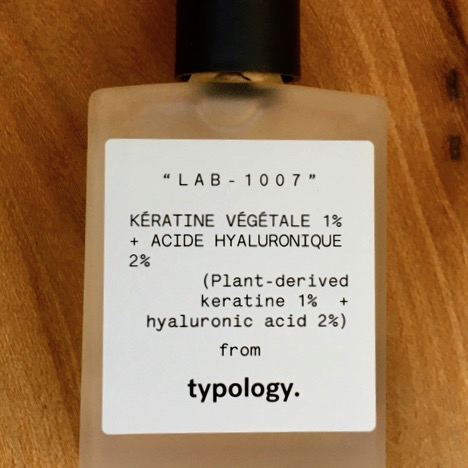 “LAB-1007”
KÉRATINE VÉGÉTALE 1%
+ ACIDE HYALURONIQUE
2%
(Plant-derived
keratine 1% +
hyaluronic acid 2%)
from
typology.